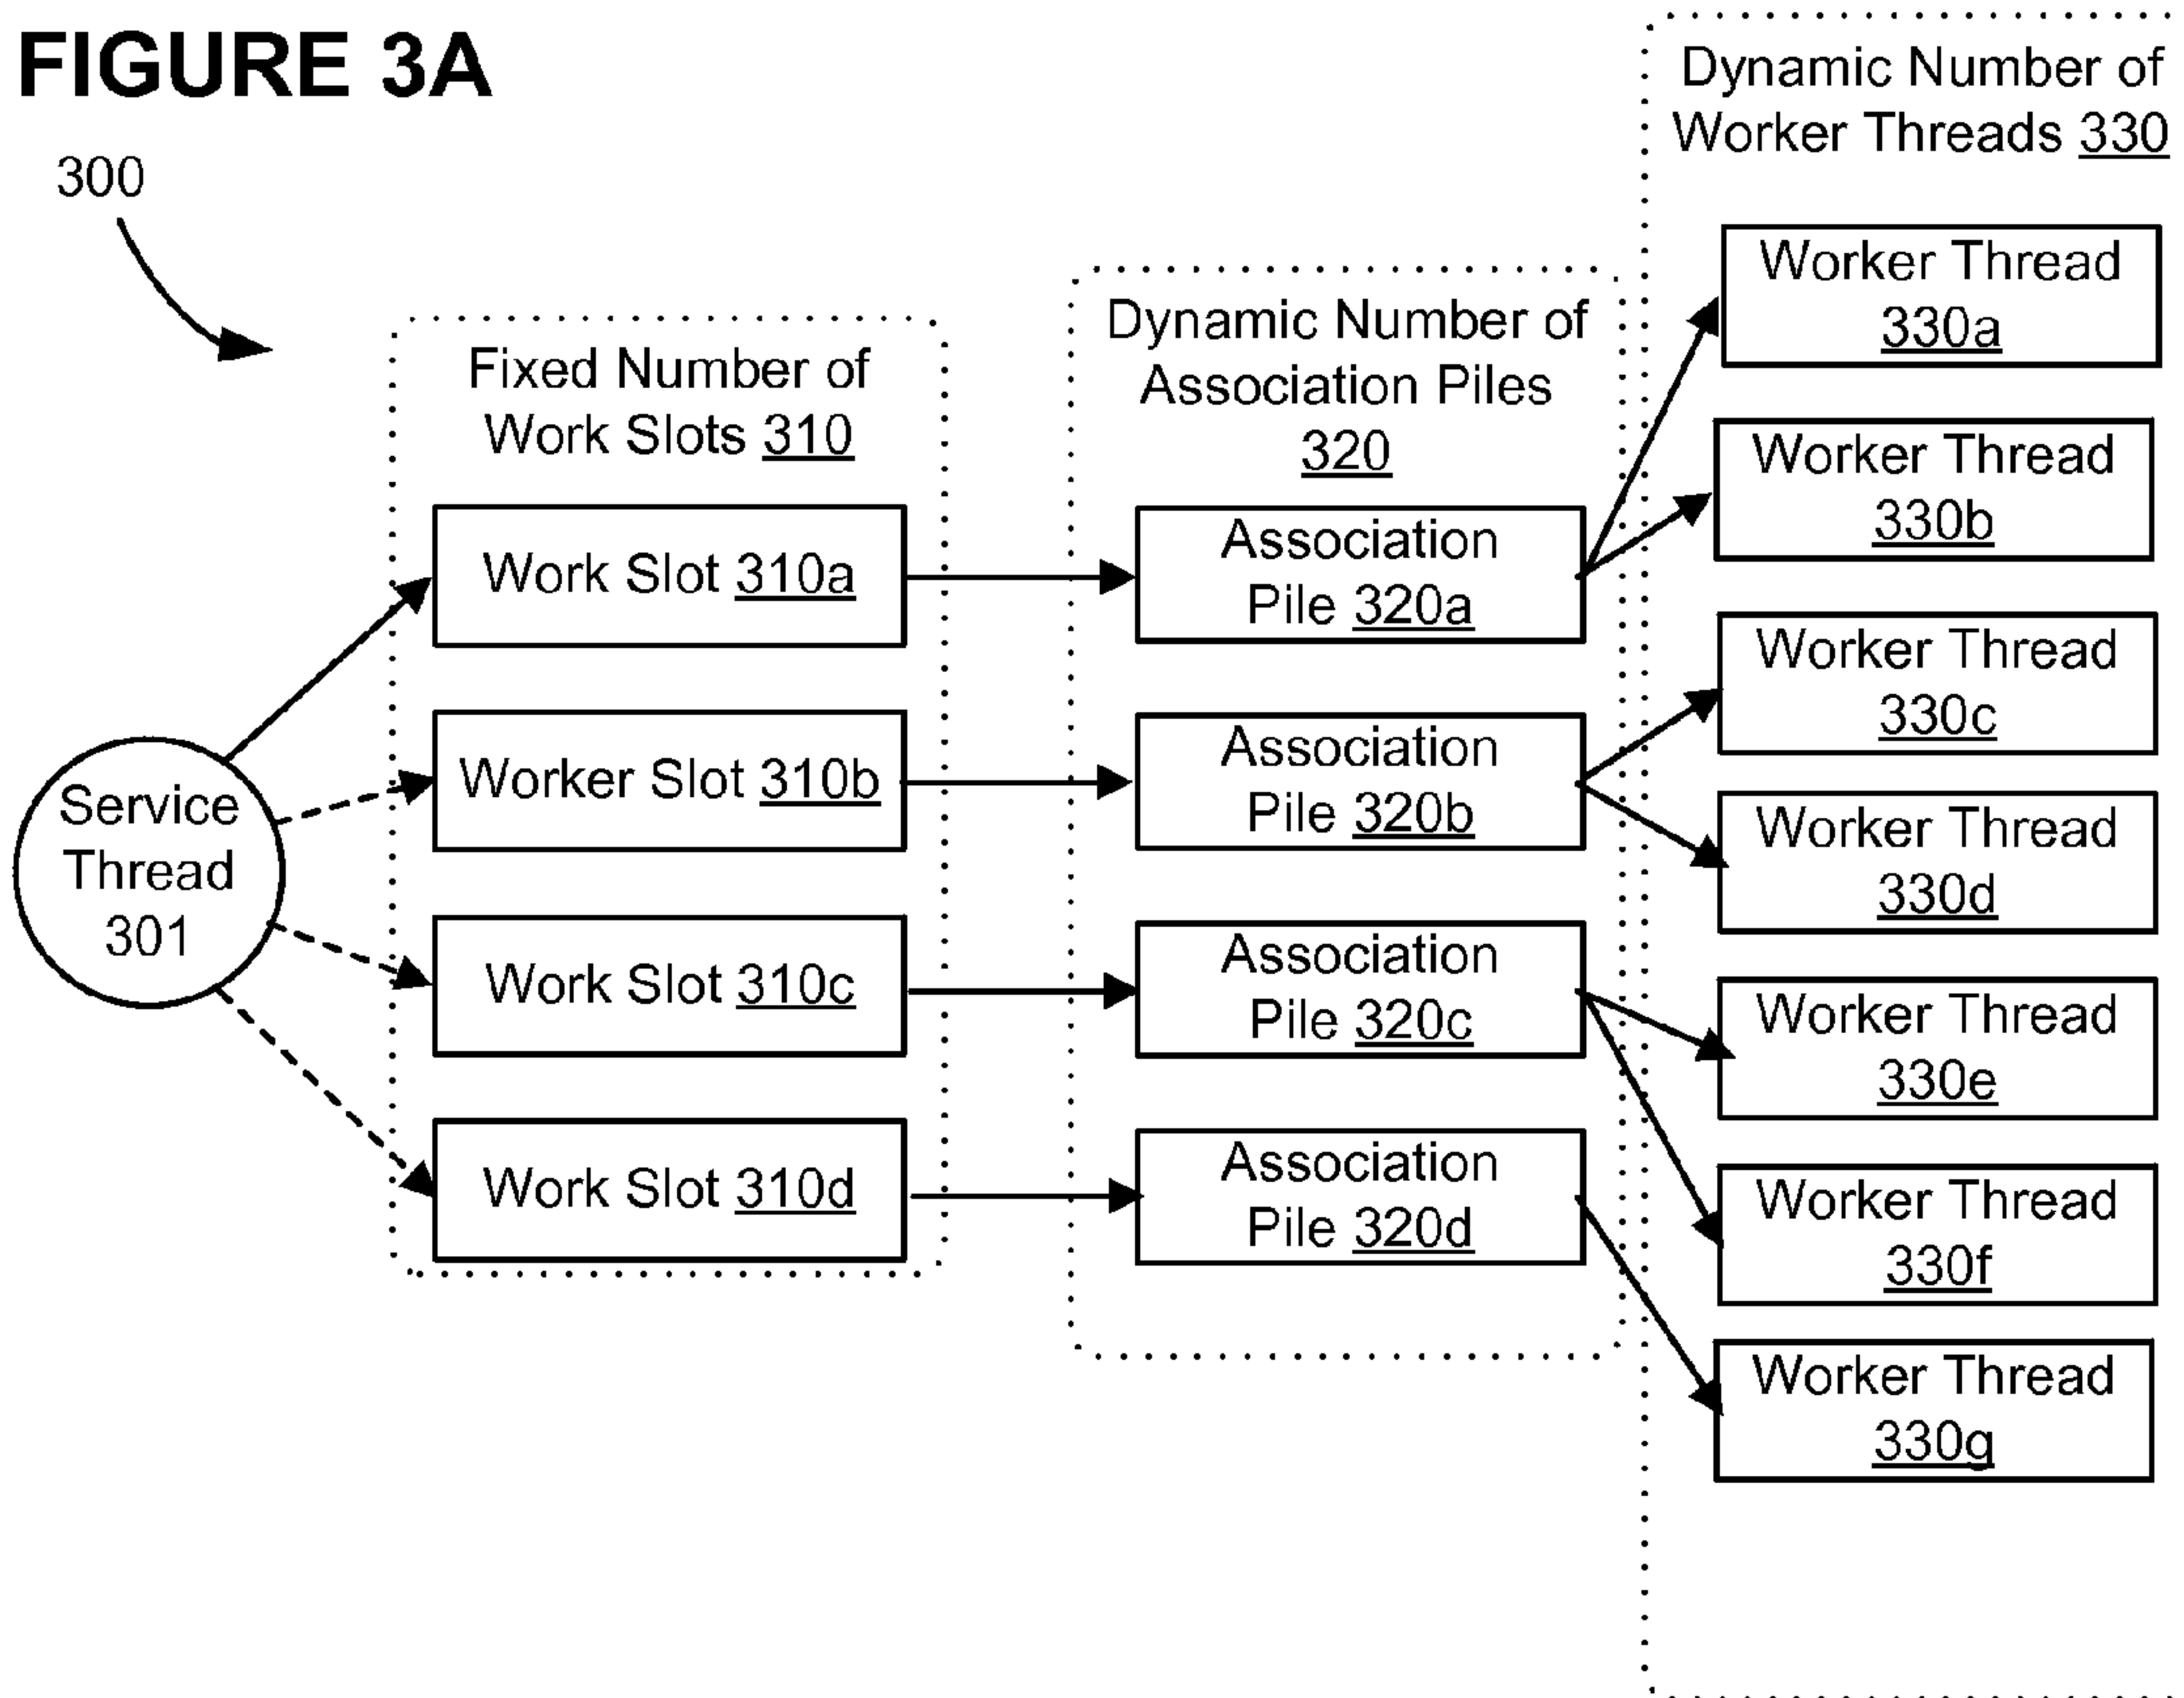 FIGURE 3A
300
Service
Thread
301
Fixed Number of
Work Slots 310
Work Slot 310a
Worker Slot 310b
Work Slot 310c
Work Slot 310d
Dynamic Number of
Association Piles
320
Association
Pile 320a
Association
Pile 320b
Association
Pile 320c
Association
Pile 320d
Dynamic Number of
Worker Threads 330
Worker Thread
330a
Worker Thread
330b
Worker Thread
330c
Worker Thread
330d
Worker Thread
330e
Worker Thread
330f
Worker Thread
330g